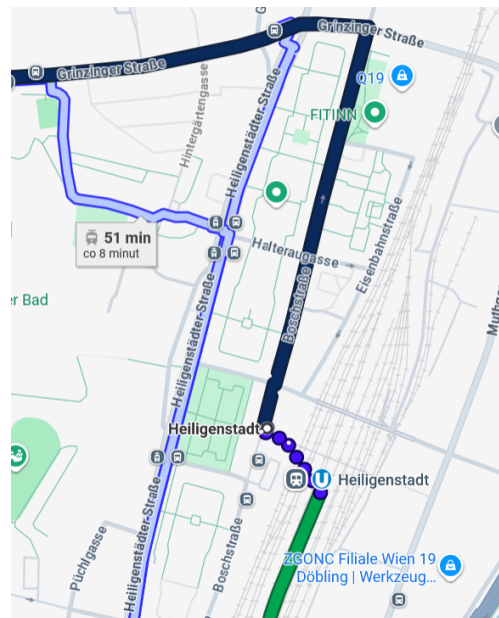 Grinzinger Straße
Grinzinger Straße
Q19
FITINN
Hintergärtengasse
Heiligenstädter Straße
51 min
co 8 minut
Halteraugasse
Eisenbahnstraße
Boschstraße
Heiligenstädter Straße
er Bad
Heiligenstadt
U Heiligenstadt
Heiligenstädter Straße
Püchlgasse
Boschstraße
ZGONC Filiale Wien 19
Döbling | Werkzeug...